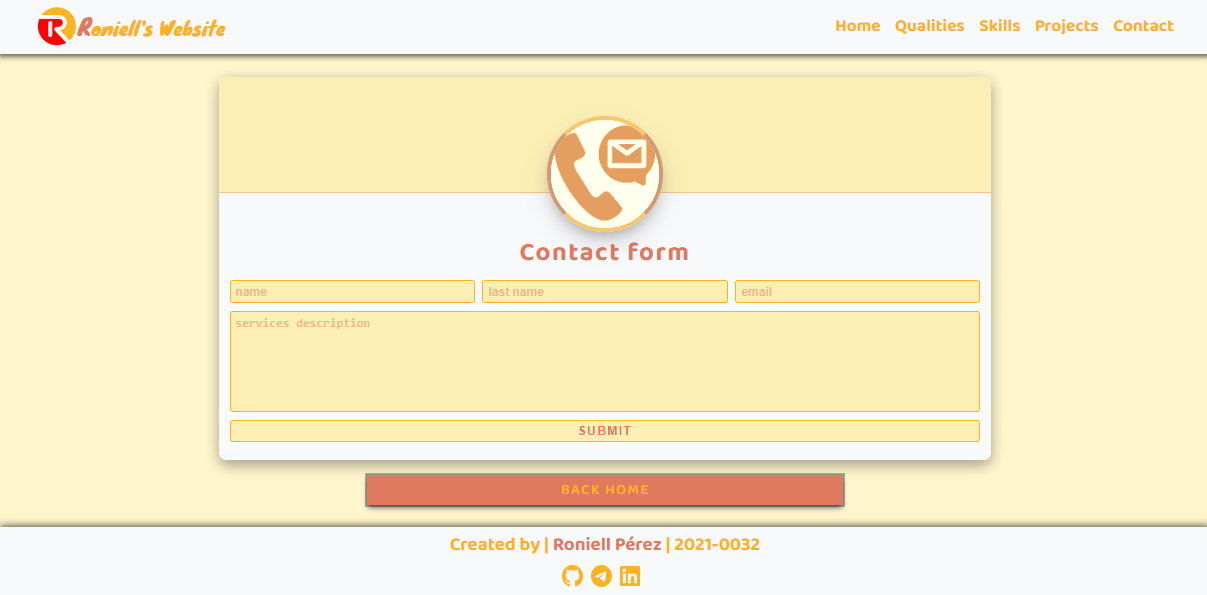 Roniell's Website
Home Qualities Skills Projects Contact
Contact form
name last name email
services description
SUBMIT
BACK HOME
Created by | Roniell Pérez | 2021-0032